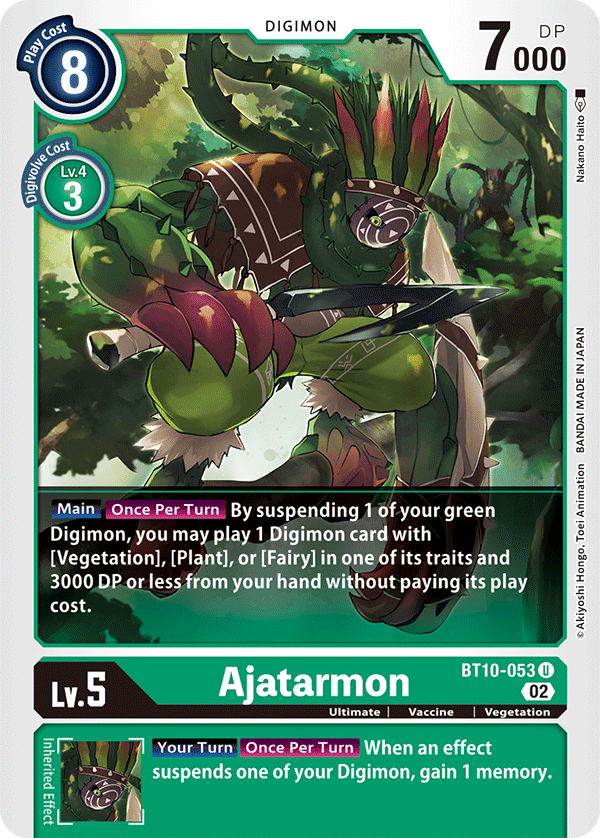 Play Cost
8
DIGIMON
7000
DP
Digivolve Cost
Lv.4
3
Nakano Haito
© Akiyoshi Hongo, Toei Animation BANDAI MADE IN JAPAN
Main Once Per Turn By suspending 1 of your green
Digimon, you may play 1 Digimon card with
[Vegetation], [Plant], or [Fairy] in one of its traits and
3000 DP or less from your hand without paying its play
cost.
Lv.5
Ajatarmon
BT10-053 U
02
Ultimate | Vaccine | Vegetation
Inherited Effect
Your Turn Once Per Turn When an effect
suspends one of your Digimon, gain 1 memory.